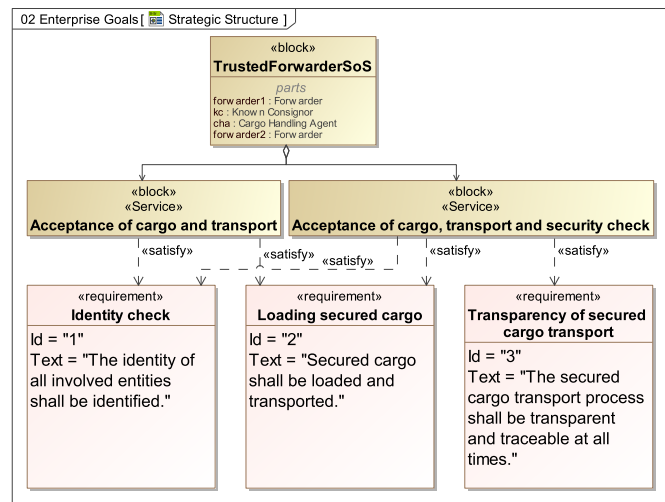 02 Enterprise Goals [ Strategic Structure ]
«block»
TrustedForwarderSoS
parts
forwarder1 : Forwarder
kc : Known Consignor
cha : Cargo Handling Agent
forwarder2 : Forwarder
«block»
«Service»
Acceptance of cargo and transport
«block»
«Service»
Acceptance of cargo, transport and security check
«satisfy»
«satisfy»
«satisfy»
«satisfy»
«satisfy»
«requirement»
Identity check
Id = "1"
Text = "The identity of
all involved entities
shall be identified."
«requirement»
Loading secured cargo
Id = "2"
Text = "Secured cargo
shall be loaded and
transported."
«requirement»
Transparency of secured
cargo transport
Id = "3"
Text = "The secured
cargo transport process
shall be transparent
and traceable at all
times."